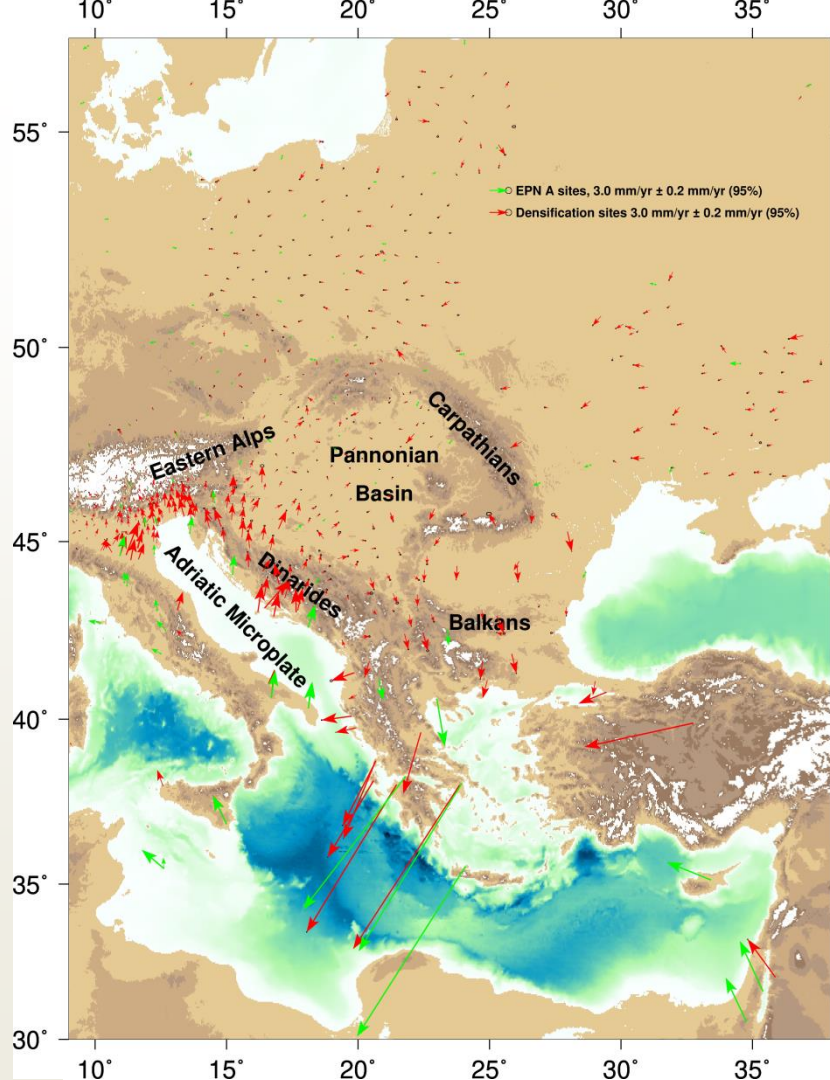 10˚ 15˚ 20˚ 25˚ 30˚ 35˚
55˚
EPN A sites, 3.0 mm/yr ± 0.2 mm/yr (95%)
Densification sites 3.0 mm/yr ± 0.2 mm/yr (95%)
50˚
Carpathians
Eastern Alps
Pannonian
Basin
45˚
Adriatic Microplate
Dinarides
Balkans
40˚
35˚
30˚
10˚ 15˚ 20˚ 25˚ 30˚ 35˚